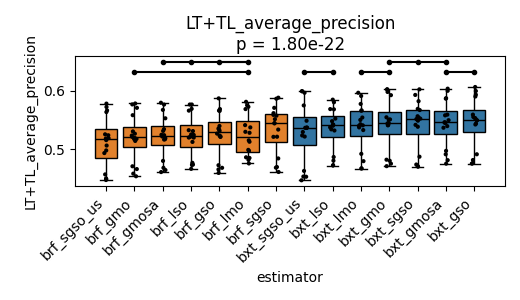 LT+TL_average_precision
p = 1.80e-22
LT+TL_average_precision
0.6
0.5
brf_sgso_us
brf_gmo
brf_gmosa
brf_lso
brf_gso
brf_lmo
brf_sgso
bxt_sgso_us
bxt_lso
bxt_lmo
bxt_gmo
bxt_sgso
bxt_gmosa
bxt_gso
estimator